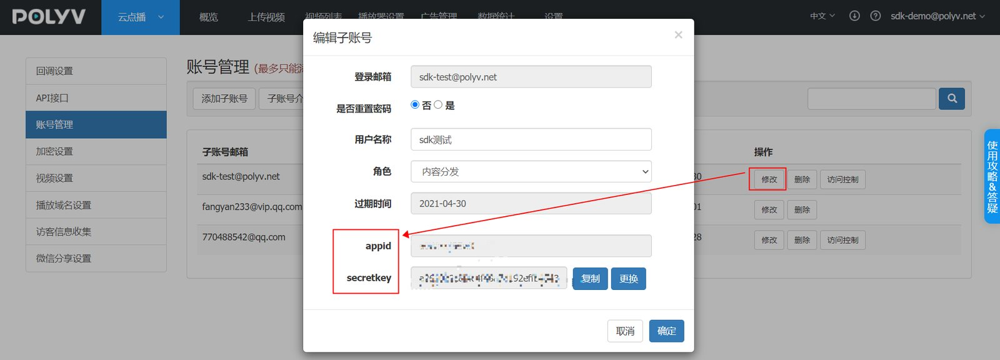 POLYV 云点播 概览 上传视频 视频列表 播放器设置 广告管理 数据统计 设置 中文 sdk-demo@polyv.net
编辑子账号 ×
回调设置
API接口
账号管理
加密设置
视频设置
播放域名设置
访客信息收集
微信分享设置
账号管理 (最多只能
添加子账号 子账号介
子账号邮箱 操作
sdk-test@polyv.net 30 修改 删除 访问控制
fangyan233@vip.qq.com 01 修改 删除
770488542@qq.com 28 修改 删除 访问控制
登录邮箱 sdk-test@polyv.net
是否重置密码 否 是
用户名称 sdk测试
角色 内容分发
过期时间 2021-04-30
appid
secretkey 复制 更换
取消 确定
使用攻略&答疑